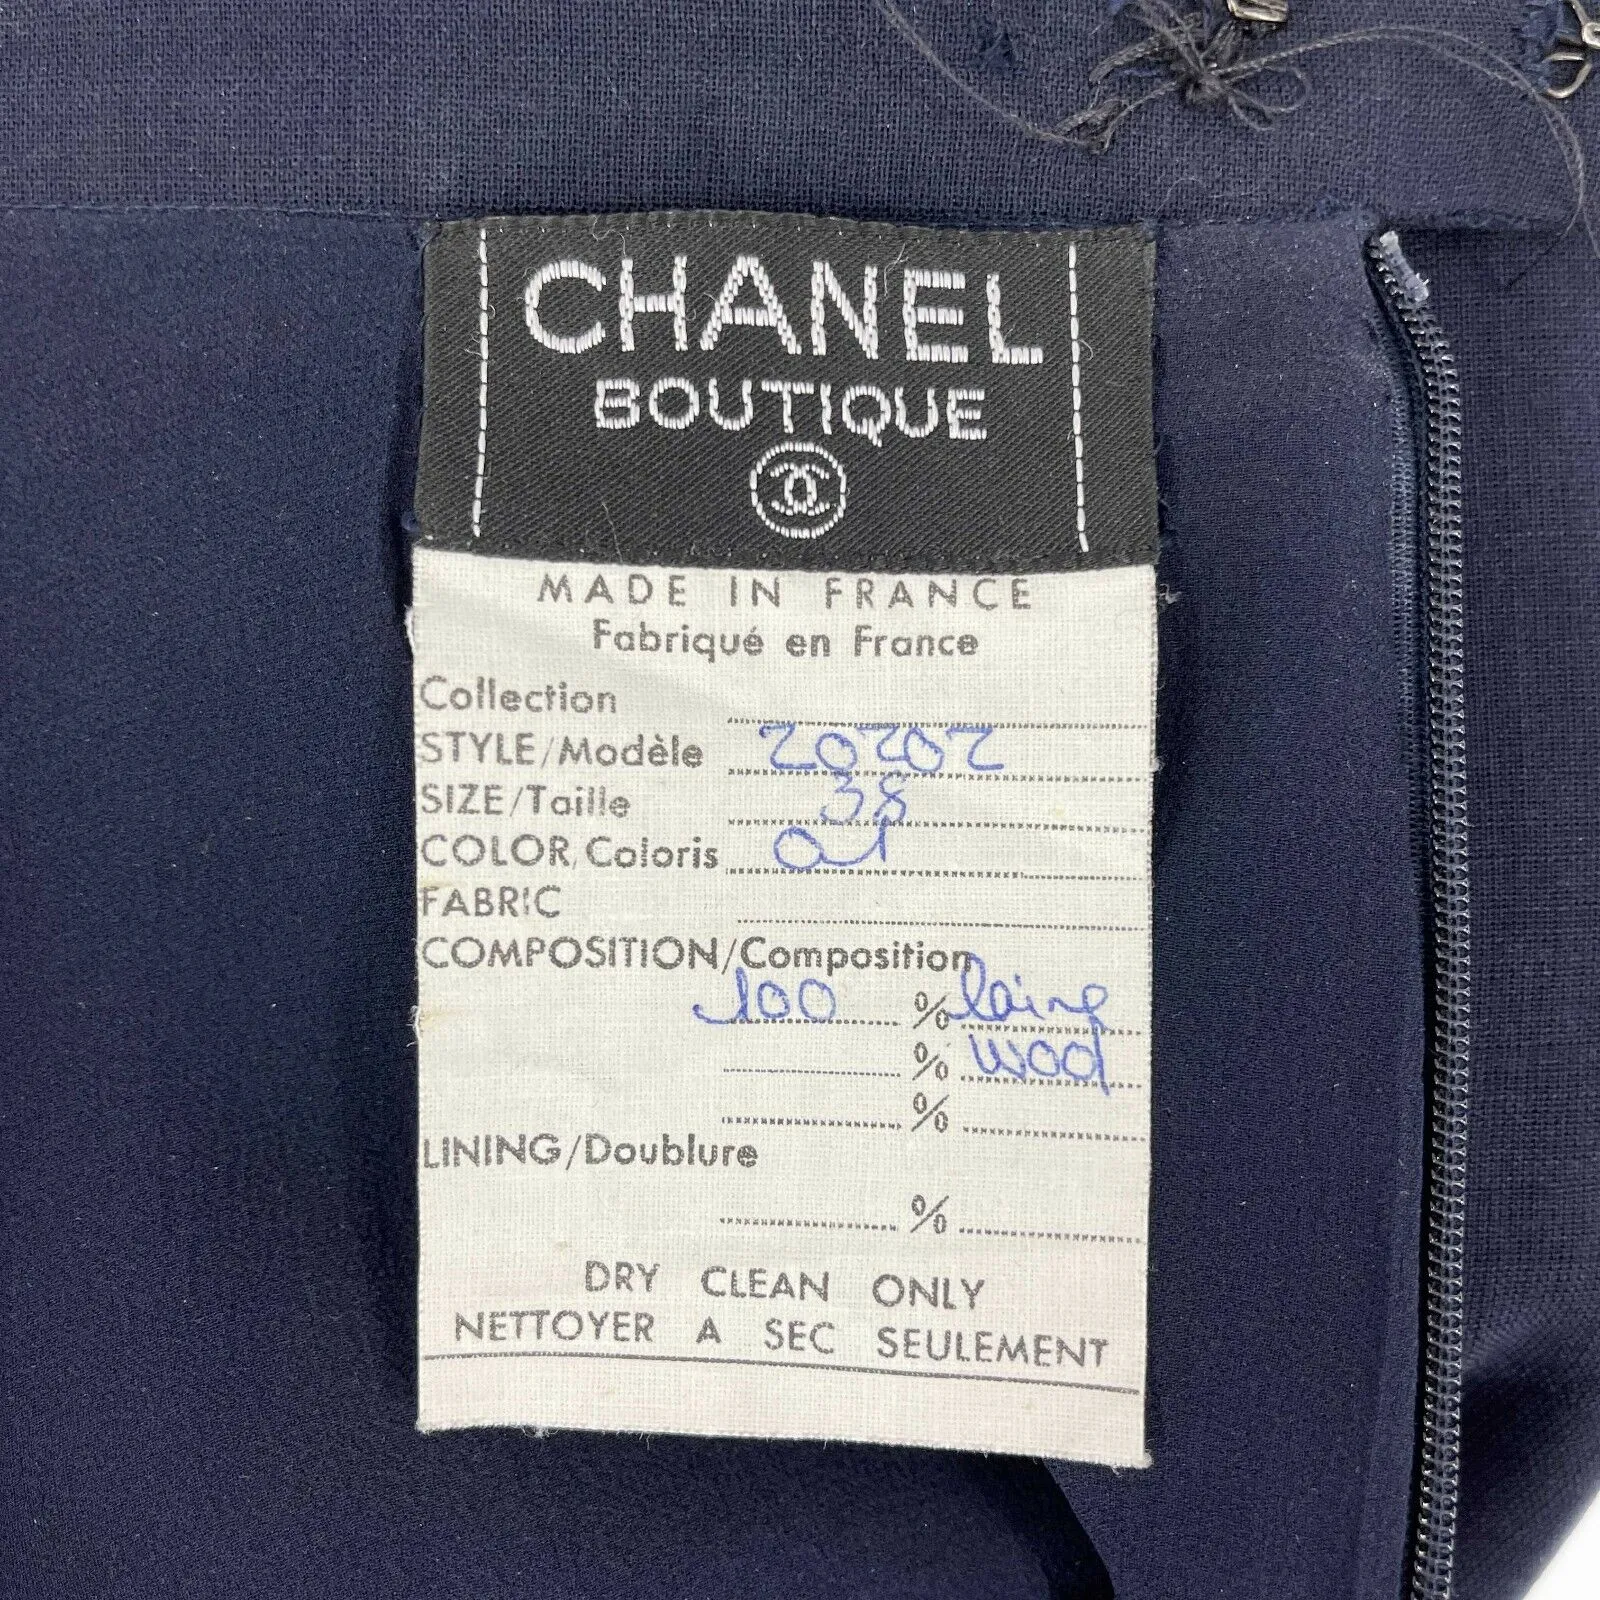 CHANEL
BOUTIQUE
MADE IN FRANCE
Fabriqué en France
Collection
STYLE/Modèle 20202
SIZE/Taille 38
COLOR, Coloris 01
FABRIC
COMPOSITION/Composition
100 % laine
% wool
%
LINING/Doublure
%
DRY CLEAN ONLY
NETTOYER A SEC SEULEMENT